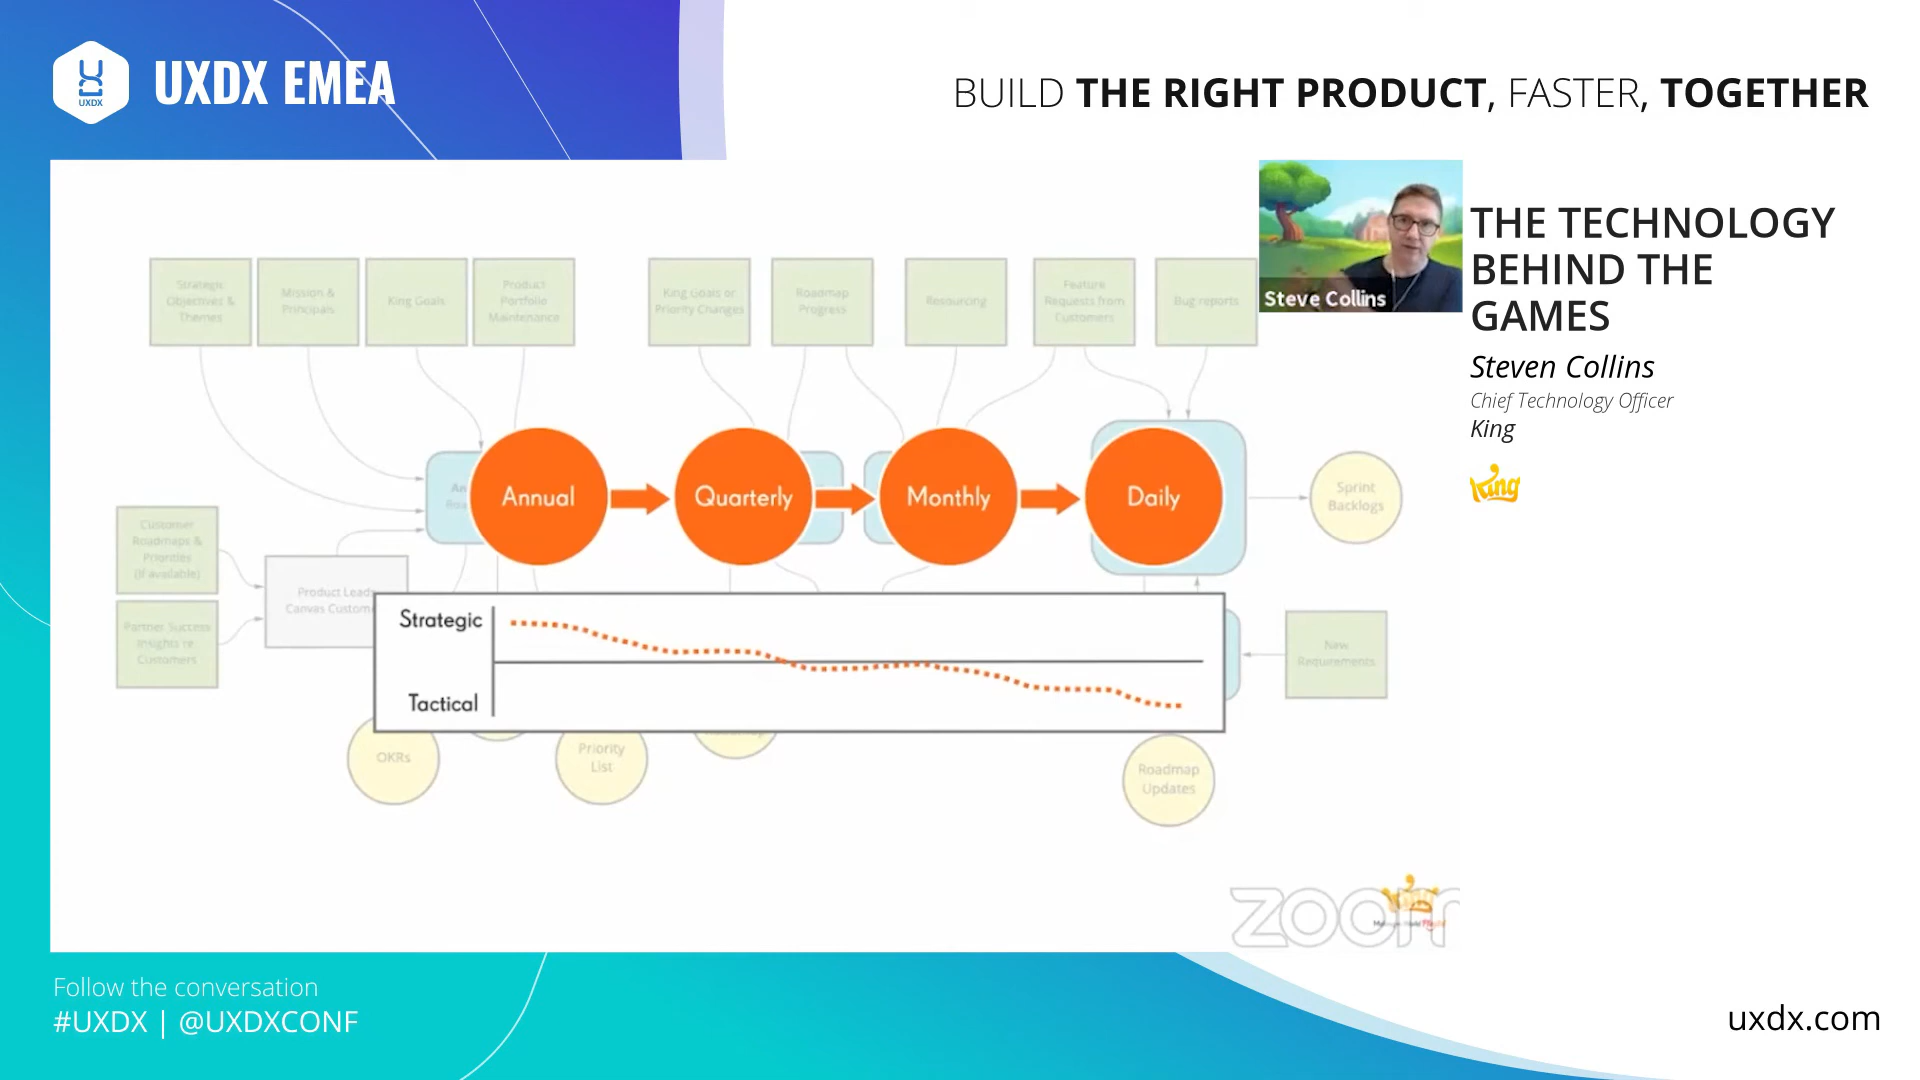 UXDX
UXDX EMEA
BUILD THE RIGHT PRODUCT, FASTER, TOGETHER
Strategic
Objectives &
Themes
Mission &
Principals
King Goals
Product
Portfolio
Maintenance
King Goals or
Priority Changes
Roadmap
Progress
Resourcing
Feature
Requests from
Customers
Bug reports
Steve Collins
THE TECHNOLOGY
BEHIND THE
GAMES
Steven Collins
Chief Technology Officer
King
King
Annual
Quarterly
Monthly
Daily
Sprint
Backlogs
Customer
Roadmaps &
Priorities
(If available)
Product Leads
Partner Success
Insights re
Customers
Strategic
Tactical
New
Requirements
OKRs
Priority
List
Roadmap
Updates
King
zoom
Follow the conversation
#UXDX | @UXDXCONF
uxdx.com